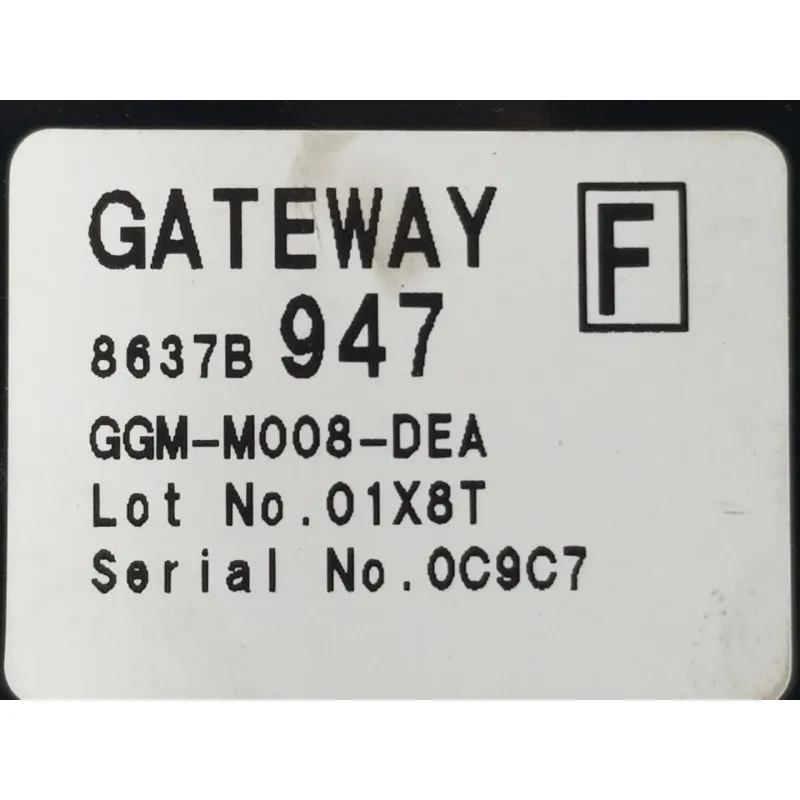 GATEWAY F
8637B 947
GGM-M008-DEA
Lot No.01X8T
Serial No.0C9C7